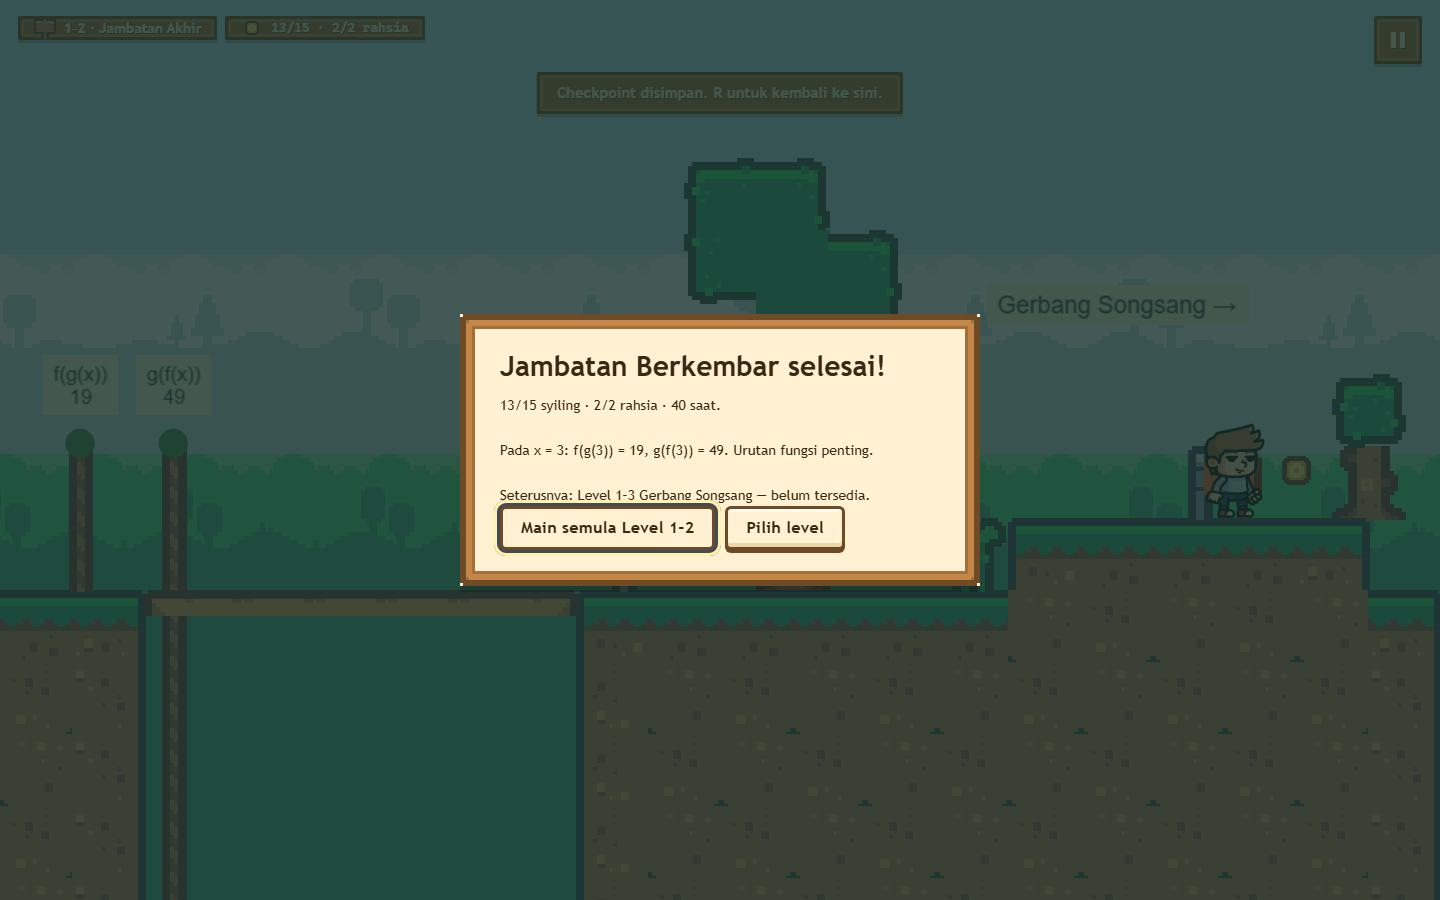 1-2 · Jambatan Akhir
13/15 · 2/2 rahsia
Checkpoint disimpan. R untuk kembali ke sini.
Gerbang Songsang →
f(g(x))
19
g(f(x))
49
Jambatan Berkembar selesai!
13/15 syiling · 2/2 rahsia · 40 saat.
Pada x = 3: f(g(3)) = 19, g(f(3)) = 49. Urutan fungsi penting.
Seterusnya: Level 1-3 Gerbang Songsang — belum tersedia.
Main semula Level 1-2
Pilih level